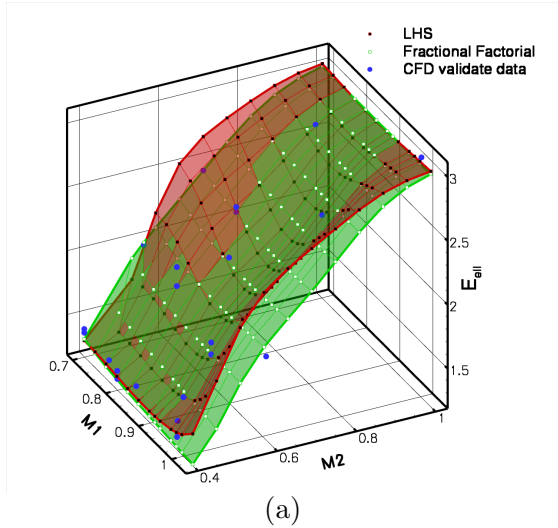 LHS
Fractional Factorial
CFD validate data
3
2.5
E_ell
2
1.5
0.7
0.8
0.9
1
M1
0.4
0.6
0.8
1
M2
(a)